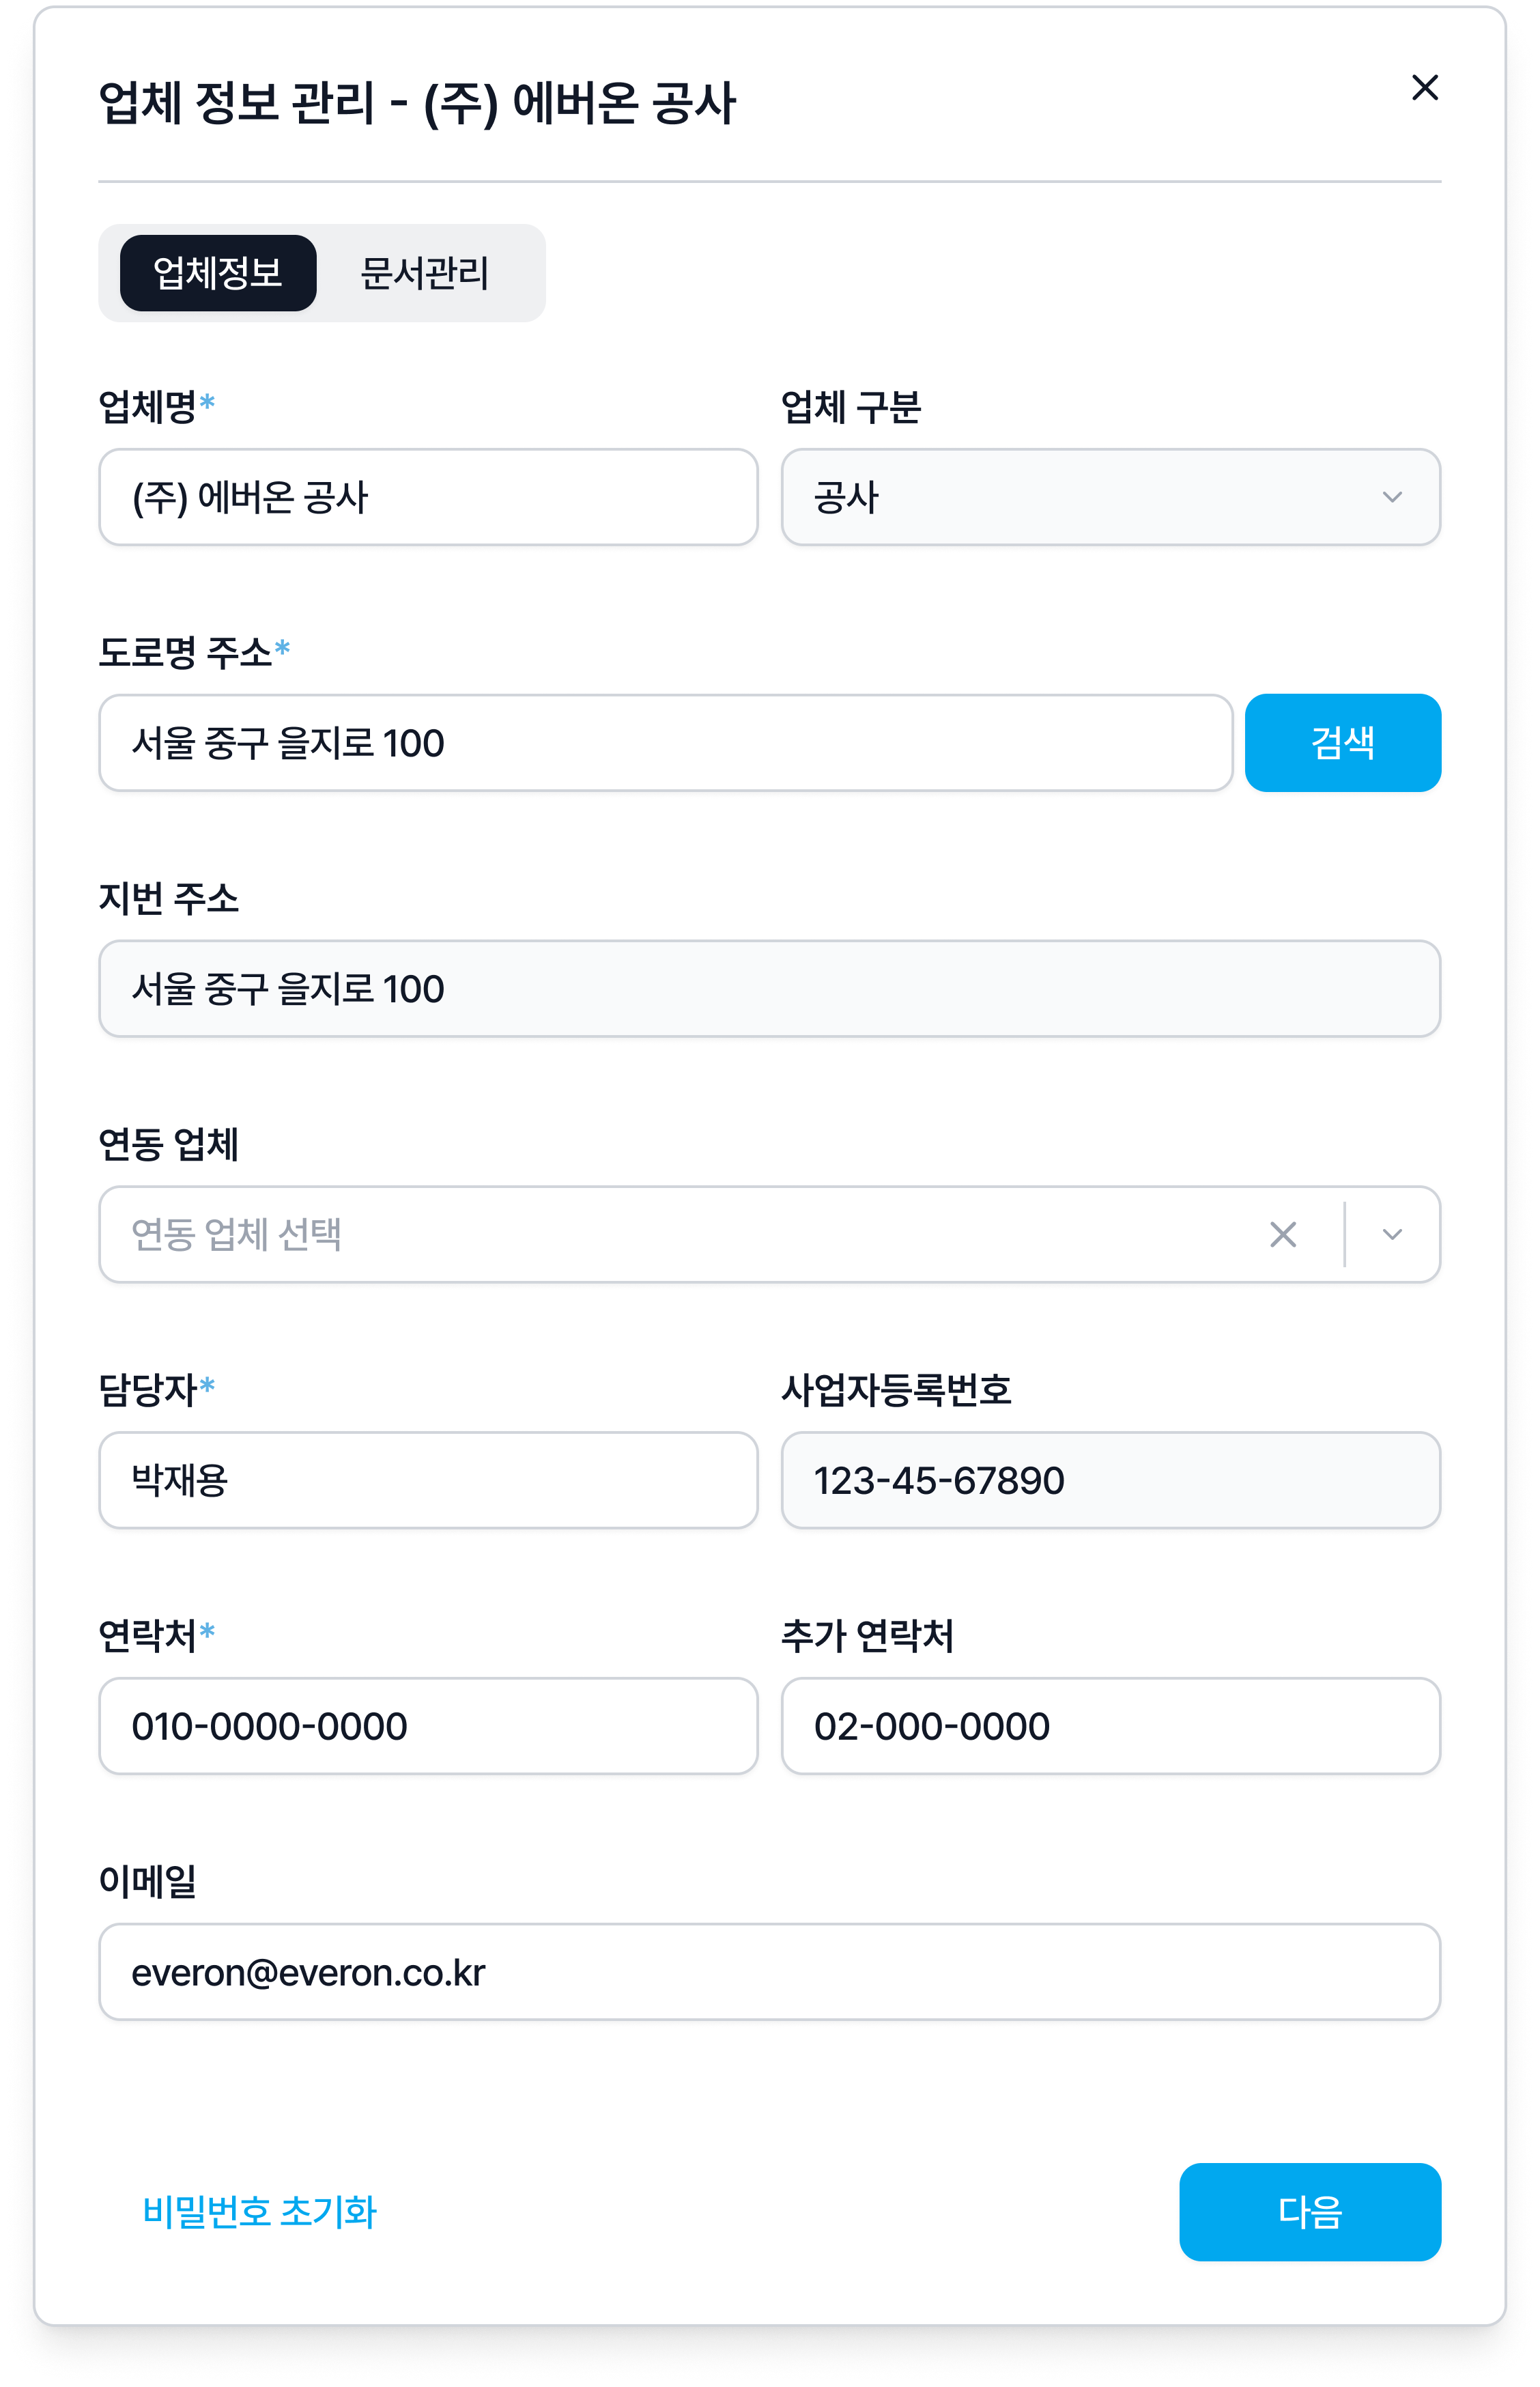 업체 정보 관리 - (주) 에버온 공사
업체정보 문서관리
업체명* 업체 구분
(주) 에버온 공사 공사
도로명 주소*
서울 중구 을지로 100 검색
지번 주소
서울 중구 을지로 100
연동 업체
연동 업체 선택
담당자* 사업자등록번호
박재용 123-45-67890
연락처* 추가 연락처
010-0000-0000 02-000-0000
이메일
everon@everon.co.kr
비밀번호 초기화 다음